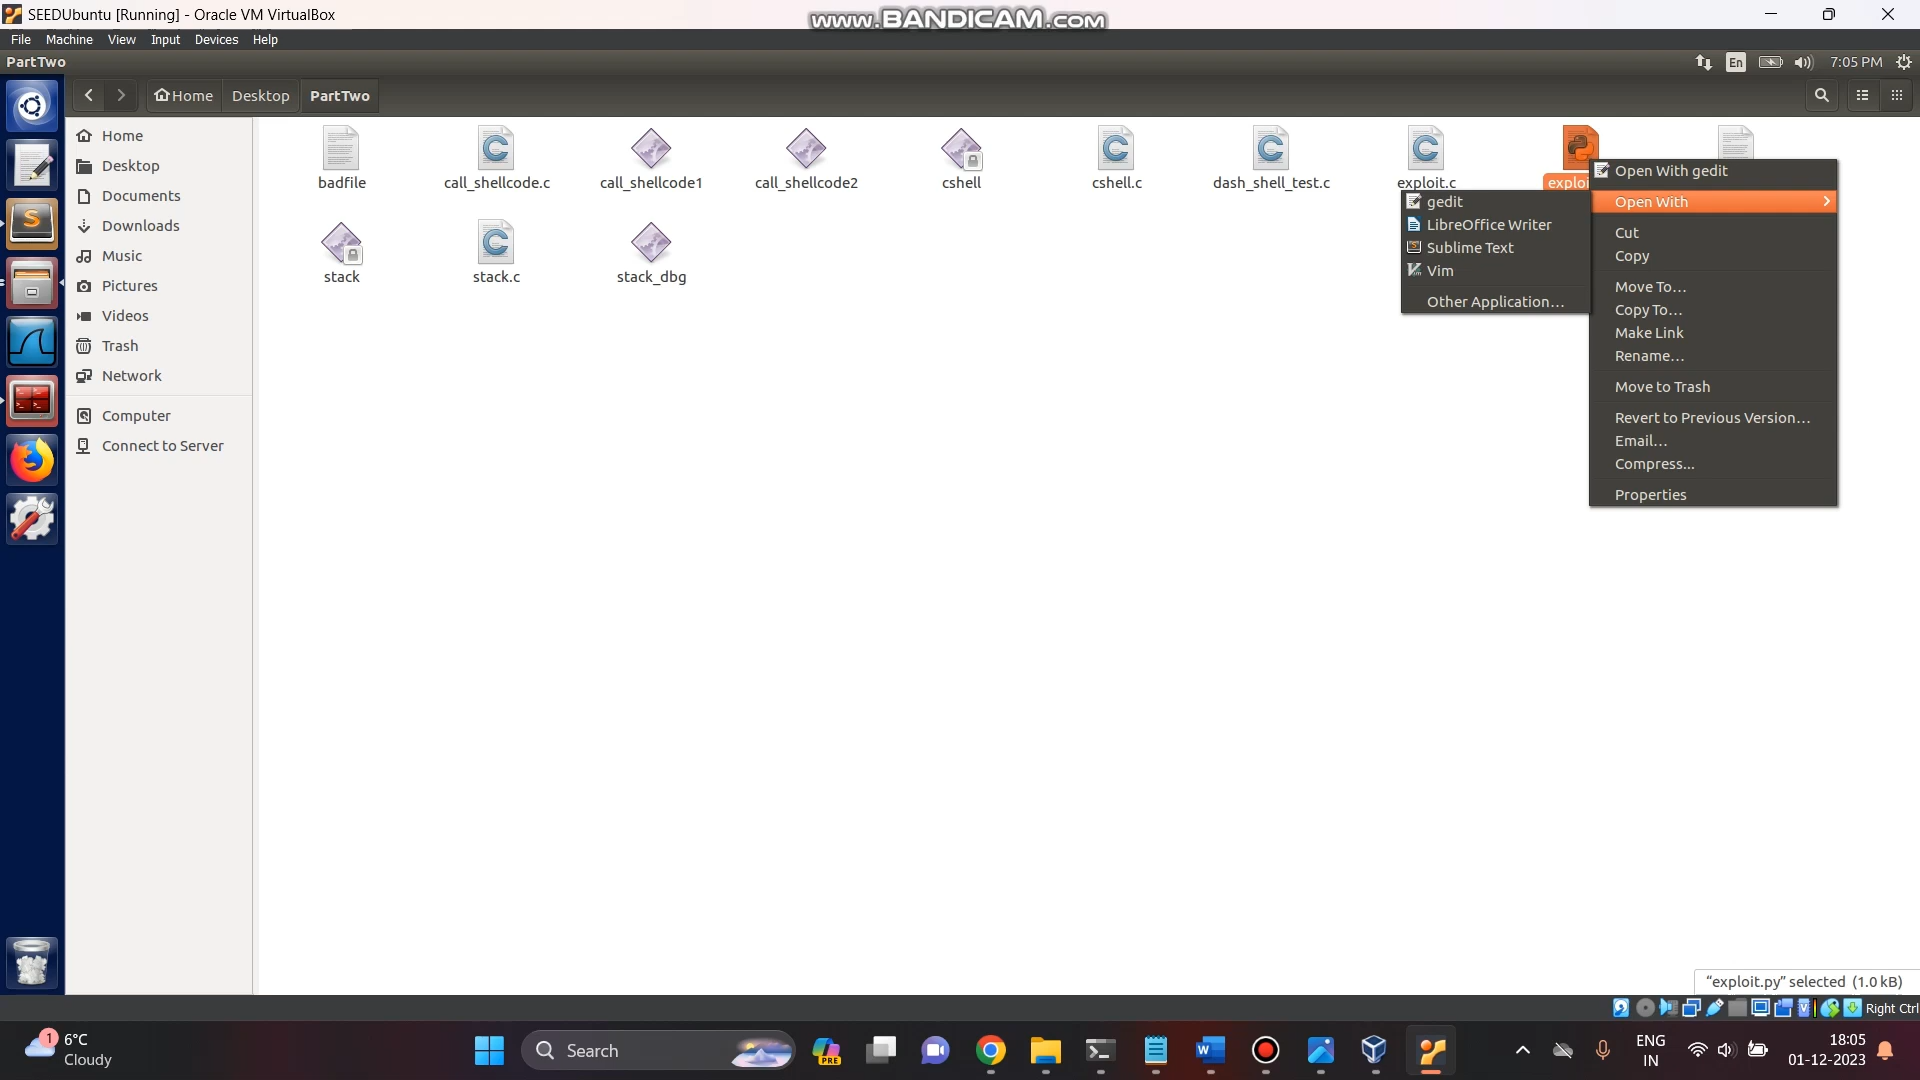 SEEDUbuntu [Running] - Oracle VM VirtualBox
www.BANDICAM.com
File Machine View Input Devices Help
PartTwo
En
7:05 PM
Home Desktop PartTwo
Home
Desktop
Documents
Downloads
Music
Pictures
Videos
Trash
Network
Computer
Connect to Server
badfile
call_shellcode.c
call_shellcode1
call_shellcode2
cshell
cshell.c
dash_shell_test.c
exploit.c
exploi
stack
stack.c
stack_dbg
gedit
LibreOffice Writer
Sublime Text
Vim
Other Application...
Open With gedit
Open With
Cut
Copy
Move To...
Copy To...
Make Link
Rename...
Move to Trash
Revert to Previous Version...
Email...
Compress...
Properties
“exploit.py” selected (1.0 kB)
Right Ctrl
1
6°C
Cloudy
Search
PRE
ENG
IN
18:05
01-12-2023